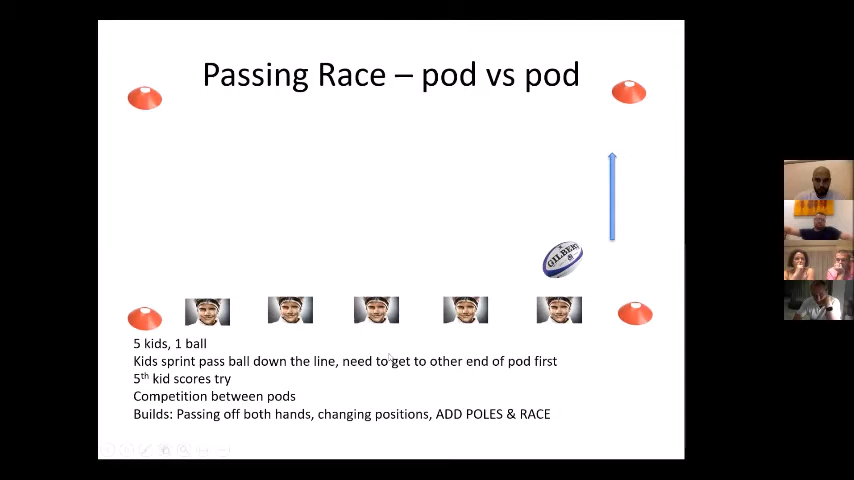 Passing Race – pod vs pod
GILBERT
5 kids, 1 ball
Kids sprint pass ball down the line, need to get to other end of pod first
5th kid scores try
Competition between pods
Builds: Passing off both hands, changing positions, ADD POLES & RACE